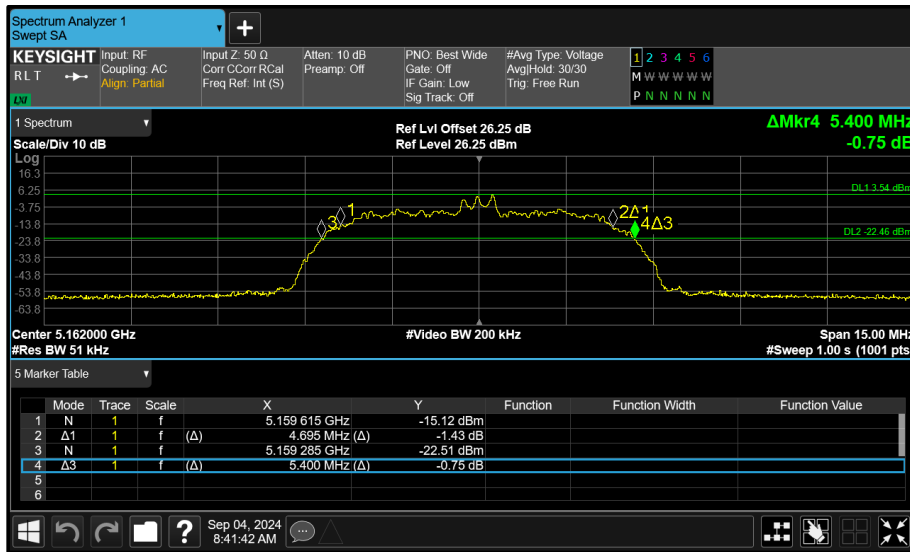 Spectrum Analyzer 1
Swept SA
KEYSIGHT
RLT
LXI
Input: RF
Coupling: AC
Align: Partial
Input Z: 50 Ω
Corr CCorr RCal
Freq Ref: Int (S)
Atten: 10 dB
Preamp: Off
PNO: Best Wide
Gate: Off
IF Gain: Low
Sig Track: Off
#Avg Type: Voltage
Avg|Hold: 30/30
Trig: Free Run
1 2 3 4 5 6
M W W W W W
P N N N N N
1 Spectrum
Scale/Div 10 dB
Ref Lvl Offset 26.25 dB
Ref Level 26.25 dBm
ΔMkr4 5.400 MHz
-0.75 dB
Log
16.3
6.25
-3.75
-13.8
-23.8
-33.8
-43.8
-53.8
-63.8
DL1 3.54 dBm
DL2 -22.46 dBm
3
1
2Δ1
4Δ3
Center 5.162000 GHz
#Video BW 200 kHz
Span 15.00 MHz
#Res BW 51 kHz
#Sweep 1.00 s (1001 pts
5 Marker Table
Mode Trace Scale X Y Function Function Width Function Value
1 N 1 f 5.159 615 GHz -15.12 dBm
2 Δ1 1 f (Δ) 4.695 MHz (Δ) -1.43 dB
3 N 1 f 5.159 285 GHz -22.51 dBm
4 Δ3 1 f (Δ) 5.400 MHz (Δ) -0.75 dB
5
6
?
Sep 04, 2024
8:41:42 AM